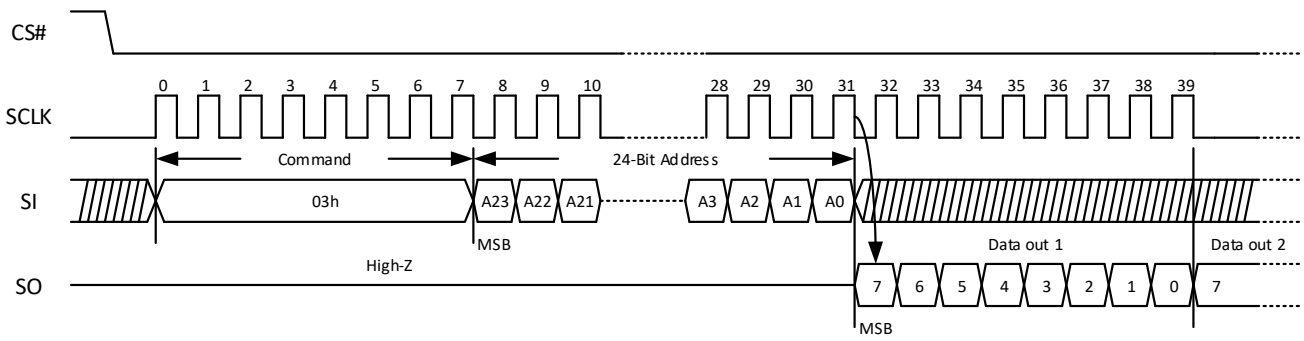 CS#
0 1 2 3 4 5 6 7 8 9 10 28 29 30 31 32 33 34 35 36 37 38 39
SCLK
Command 24-Bit Address
SI 03h A23 A22 A21 A3 A2 A1 A0
MSB Data out 1 Data out 2
High-Z
SO 7 6 5 4 3 2 1 0 7
MSB